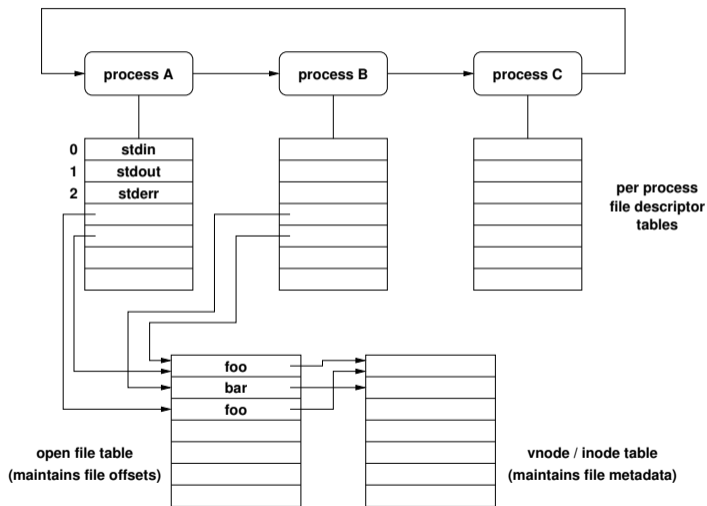 process A
process B
process C
0
stdin
1
stdout
2
stderr
per process
file descriptor
tables
foo
bar
foo
open file table
(maintains file offsets)
vnode / inode table
(maintains file metadata)